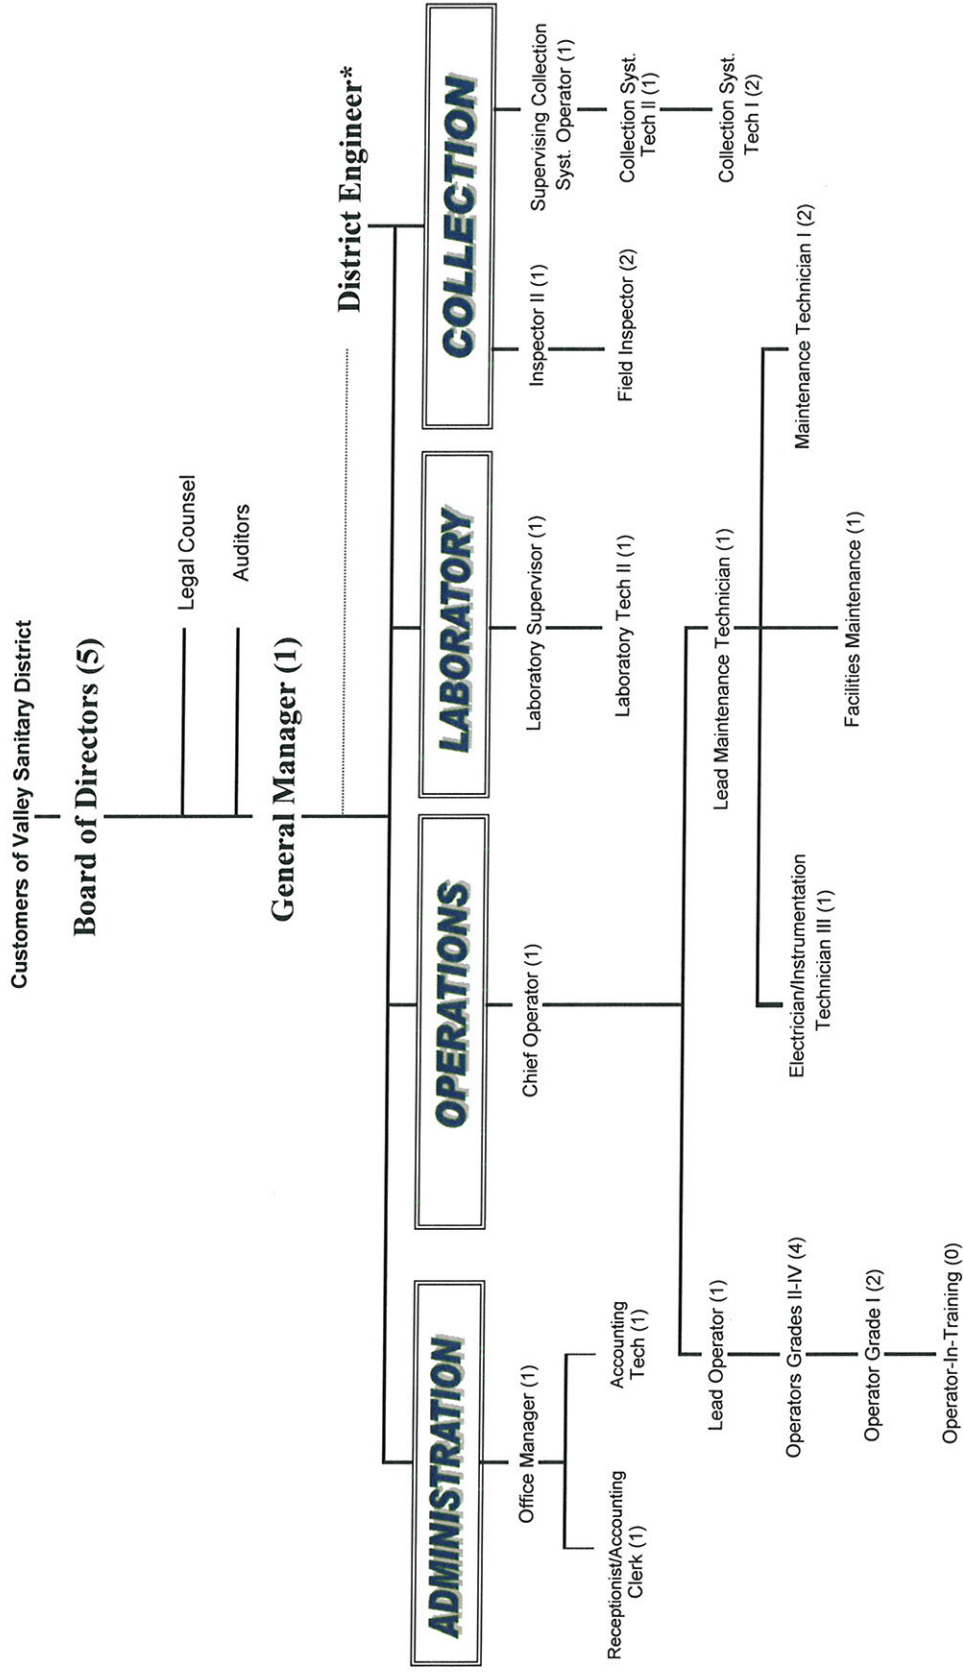 Customers of Valley Sanitary District
Board of Directors (5)
Legal Counsel
Auditors
General Manager (1)
District Engineer*
ADMINISTRATION
OPERATIONS
LABORATORY
COLLECTION
Office Manager (1)
Receptionist/Accounting
Clerk (1)
Accounting
Tech (1)
Chief Operator (1)
Lead Operator (1)
Operators Grades II-IV (4)
Operator Grade I (2)
Operator-In-Training (0)
Lead Maintenance Technician (1)
Electrician/Instrumentation
Technician III (1)
Facilities Maintenance (1)
Maintenance Technician I (2)
Laboratory Supervisor (1)
Laboratory Tech II (1)
Inspector II (1)
Field Inspector (2)
Supervising Collection
Syst. Operator (1)
Collection Syst.
Tech II (1)
Collection Syst.
Tech I (2)